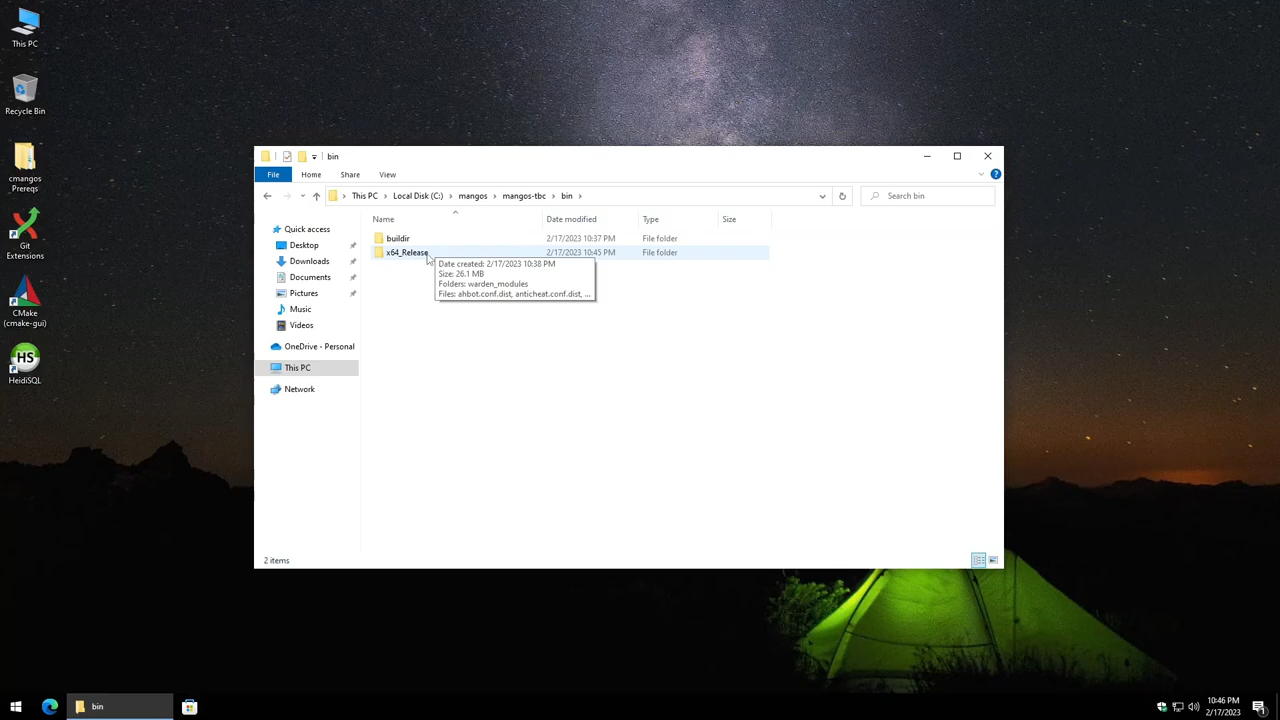 This PC
Recycle Bin
cmangos
Prereqs
Git
Extensions
CMake
(cmake-gui)
HS
HeidiSQL
bin
File
Home
Share
View
This PC
Local Disk (C:)
mangos
mangos-tbc
bin
Search bin
Name
Date modified
Type
Size
Quick access
Desktop
Downloads
Documents
Pictures
Music
Videos
OneDrive - Personal
This PC
Network
buildir 2/17/2023 10:37 PM File folder
x64_Release 2/17/2023 10:45 PM File folder
Date created: 2/17/2023 10:38 PM
Size: 26.1 MB
Folders: warden_modules
Files: ahbot.conf.dist, anticheat.conf.dist, ...
2 items
bin
10:46 PM
2/17/2023
1